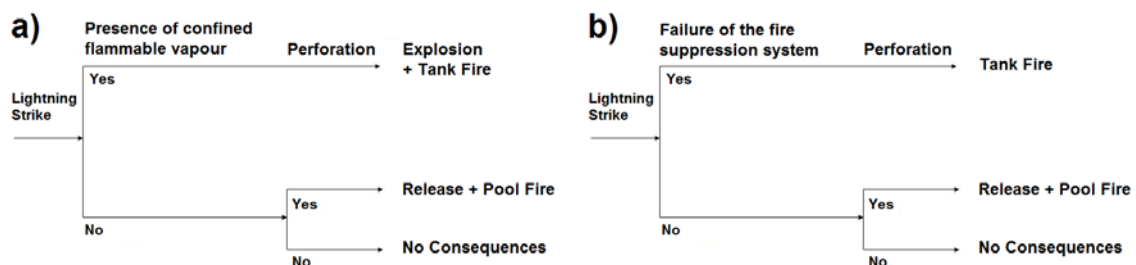 a)
Presence of confined
flammable vapour
Perforation
Explosion
+ Tank Fire
Yes
Lightning
Strike
Release + Pool Fire
Yes
No
No Consequences
No
b)
Failure of the fire
suppression system
Perforation
Tank Fire
Yes
Lightning
Strike
Release + Pool Fire
Yes
No
No Consequences
No